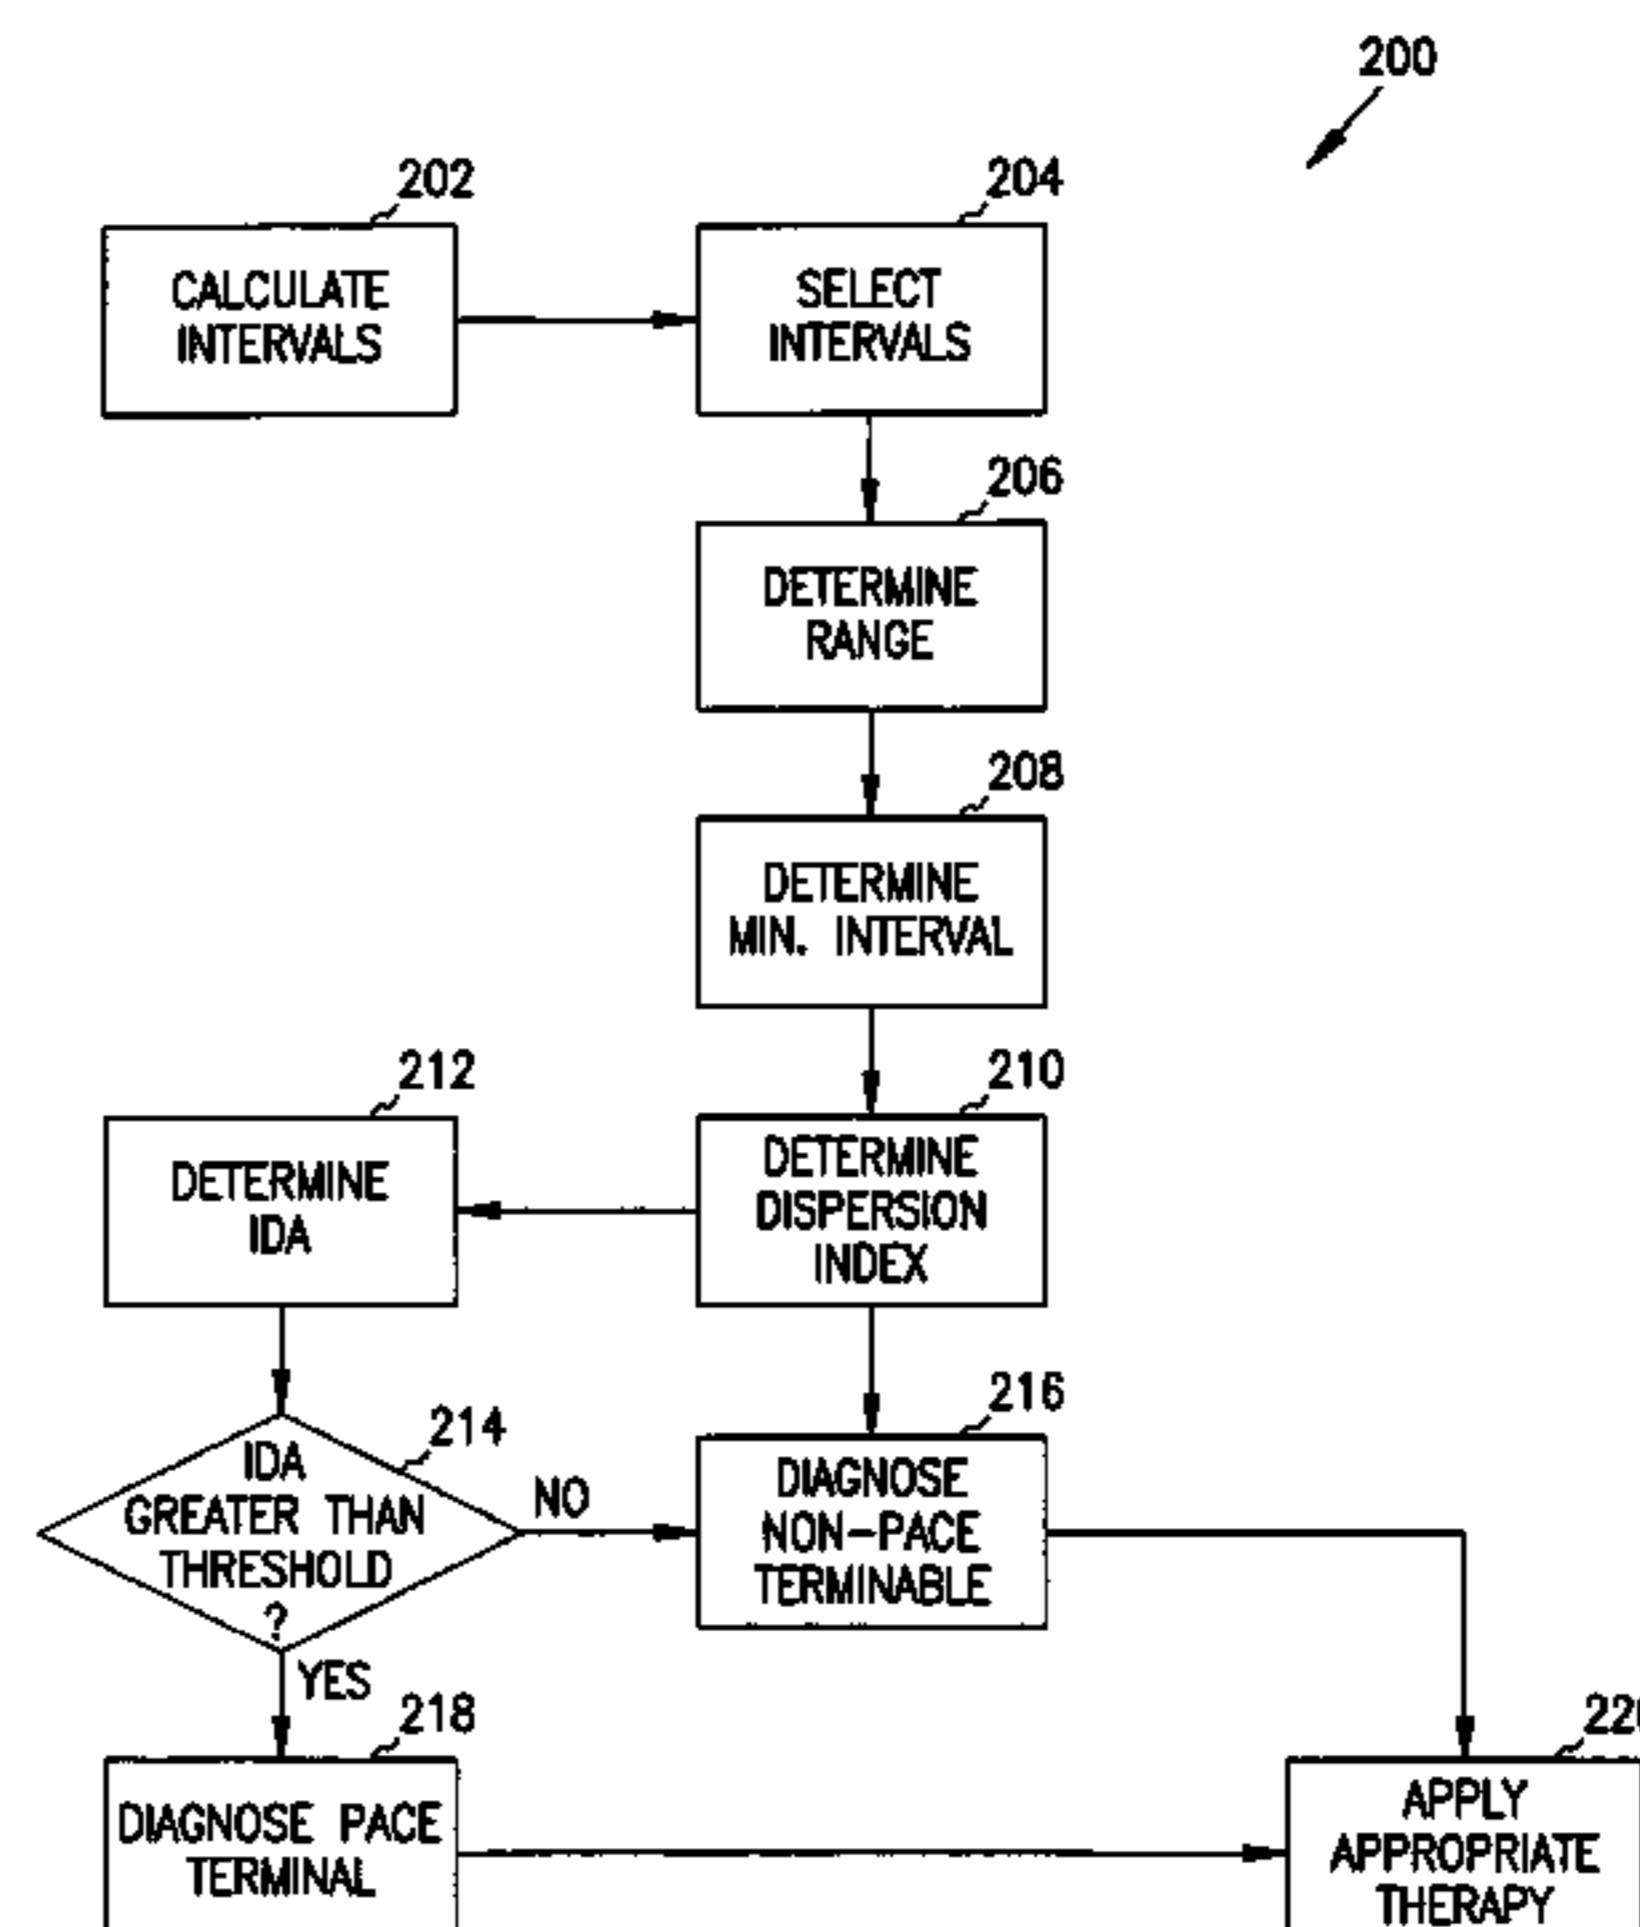 200
202
CALCULATE
INTERVALS
204
SELECT
INTERVALS
206
DETERMINE
RANGE
208
DETERMINE
MIN. INTERVAL
210
DETERMINE
DISPERSION
INDEX
212
DETERMINE
IDA
214
IDA
GREATER THAN
THRESHOLD
?
NO
YES
216
DIAGNOSE
NON-PACE
TERMINABLE
218
DIAGNOSE PACE
TERMINAL
220
APPLY
APPROPRIATE
THERAPY